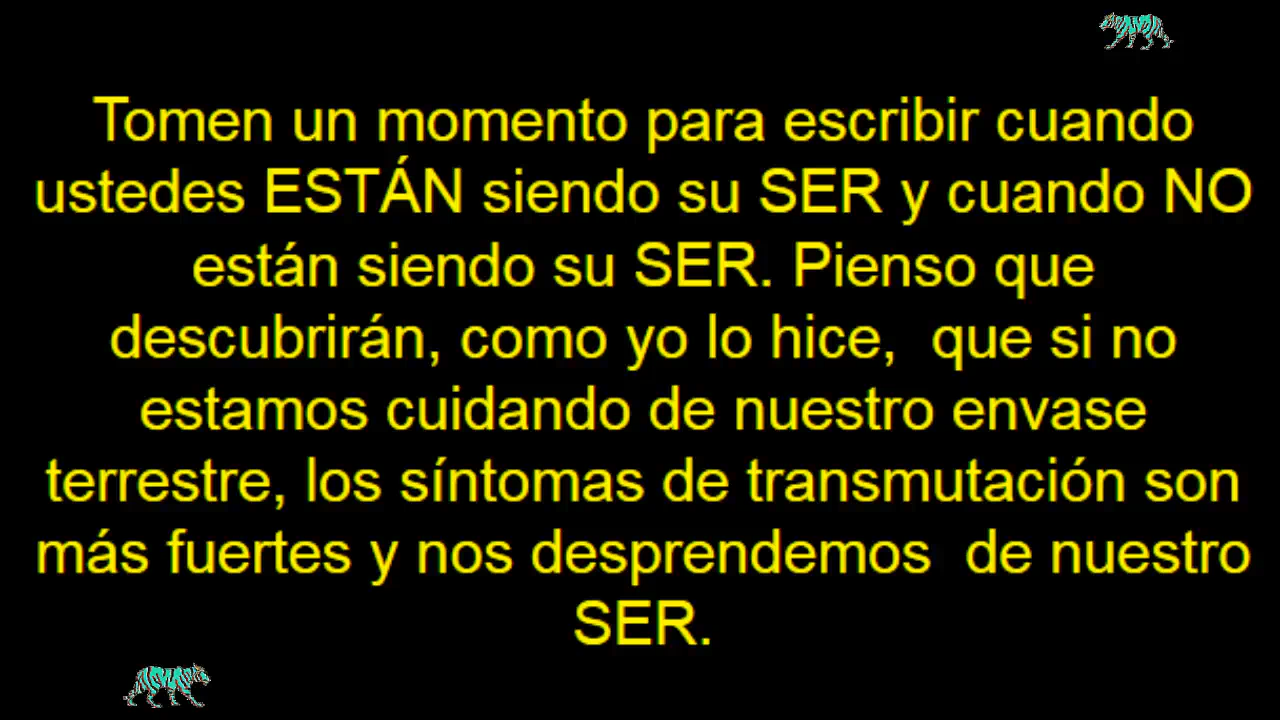 Tomen un momento para escribir cuando
ustedes ESTÁN siendo su SER y cuando NO
están siendo su SER. Pienso que
descubrirán, como yo lo hice,  que si no
estamos cuidando de nuestro envase
terrestre, los síntomas de transmutación son
más fuertes y nos desprendemos  de nuestro
SER.